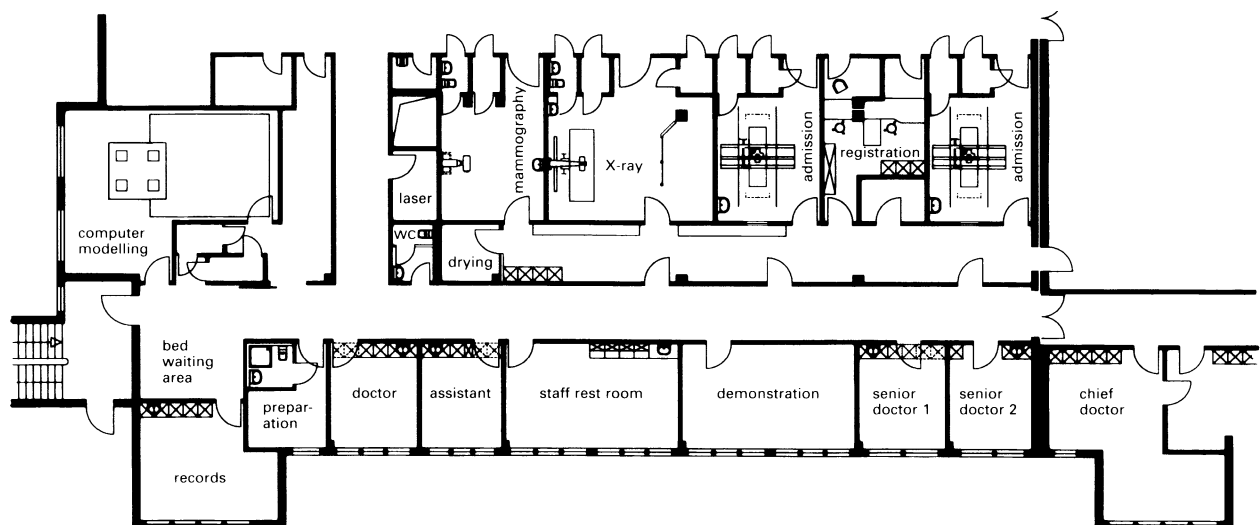 mammography
X-ray
admission
registration
admission
laser
computer
modelling
WC
drying
bed
waiting
area
prepar-
ation
doctor
assistant
staff rest room
demonstration
senior
doctor 1
senior
doctor 2
chief
doctor
records